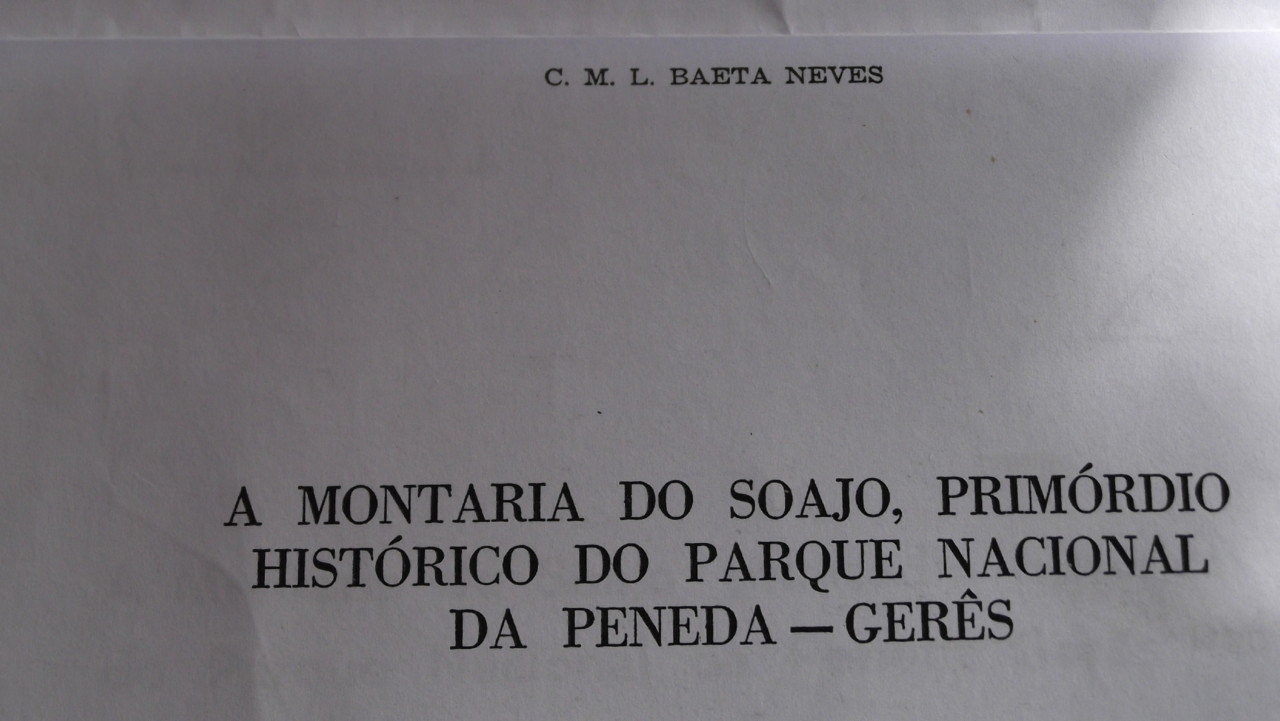 C. M. L. BAETA NEVES
A MONTARIA DO SOAJO, PRIMÓRDIO
HISTÓRICO DO PARQUE NACIONAL
DA PENEDA — GERÊS